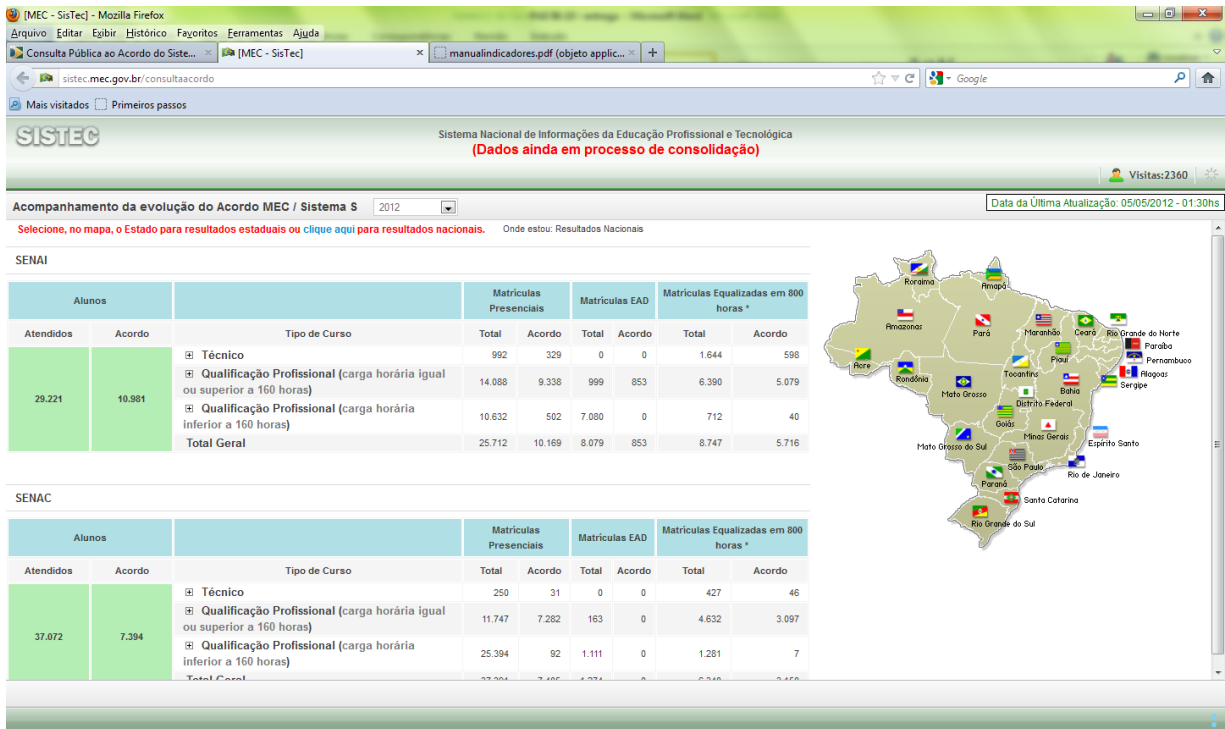 [MEC - SisTec] - Mozilla Firefox
Arquivo Editar Exibir Histórico Favoritos Ferramentas Ajuda
Consulta Pública ao Acordo do Siste...
[MEC - SisTec]
manualindicadores.pdf (objeto applic...
sistec.mec.gov.br/consultaacordo
Google
Mais visitados Primeiros passos
SISTEC
Sistema Nacional de Informações da Educação Profissional e Tecnológica
(Dados ainda em processo de consolidação)
Visitas:2360
Acompanhamento da evolução do Acordo MEC / Sistema S 2012
Data da Última Atualização: 05/05/2012 - 01:30hs
Selecione, no mapa, o Estado para resultados estaduais ou clique aqui para resultados nacionais. Onde estou: Resultados Nacionais
SENAI
Alunos Matrículas Presenciais Matrículas EAD Matrículas Equalizadas em 800 horas *
Atendidos Acordo Tipo de Curso Total Acordo Total Acordo Total Acordo
29.221 10.981
Técnico 992 329 0 0 1.644 598
Qualificação Profissional (carga horária igual ou superior a 160 horas) 14.088 9.338 999 853 6.390 5.079
Qualificação Profissional (carga horária inferior a 160 horas) 10.632 502 7.080 0 712 40
Total Geral 25.712 10.169 8.079 853 8.747 5.716
SENAC
Alunos Matrículas Presenciais Matrículas EAD Matrículas Equalizadas em 800 horas *
Atendidos Acordo Tipo de Curso Total Acordo Total Acordo Total Acordo
37.072 7.394
Técnico 250 31 0 0 427 46
Qualificação Profissional (carga horária igual ou superior a 160 horas) 11.747 7.282 163 0 4.632 3.097
Qualificação Profissional (carga horária inferior a 160 horas) 25.394 92 1.111 0 1.281 7
Total Geral
Roraima
Amapá
Amazonas
Pará
Maranhão
Ceará
Rio Grande do Norte
Paraíba
Pernambuco
Piauí
Alagoas
Sergipe
Acre
Rondônia
Tocantins
Bahia
Mato Grosso
Distrito Federal
Goiás
Minas Gerais
Espírito Santo
Mato Grosso do Sul
São Paulo
Rio de Janeiro
Paraná
Santa Catarina
Rio Grande do Sul